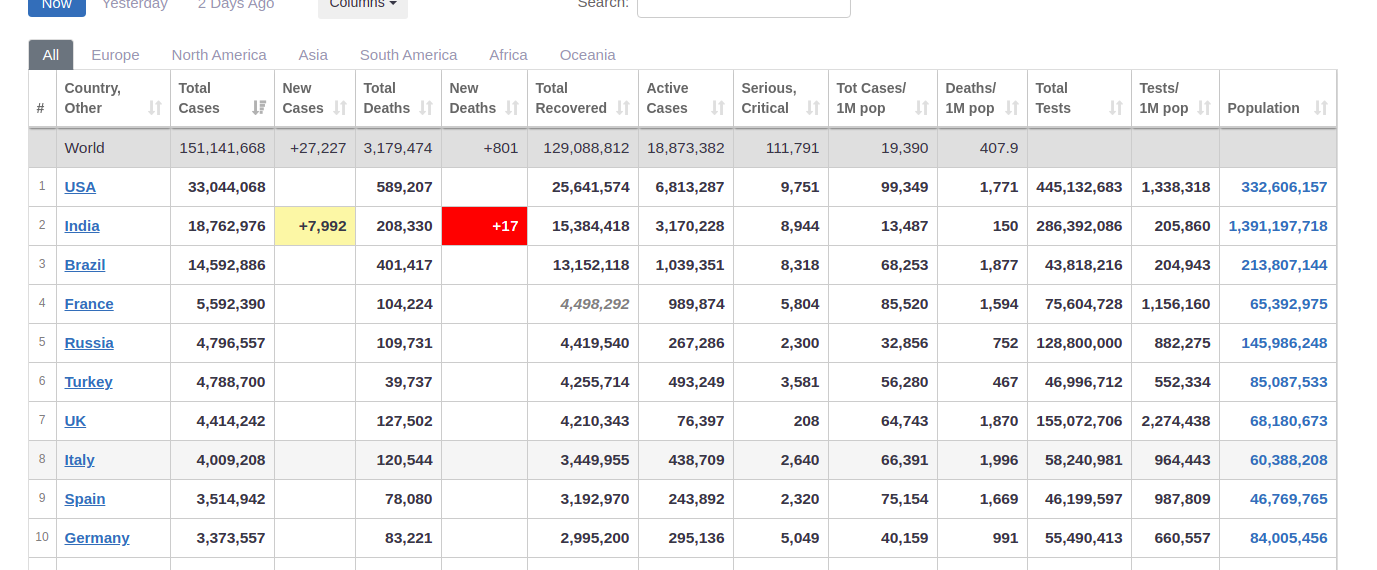 Now Yesterday 2 Days Ago Columns Search:
All Europe North America Asia South America Africa Oceania
# Country, Other Total Cases New Cases Total Deaths New Deaths Total Recovered Active Cases Serious, Critical Tot Cases/ 1M pop Deaths/ 1M pop Total Tests Tests/ 1M pop Population
World 151,141,668 +27,227 3,179,474 +801 129,088,812 18,873,382 111,791 19,390 407.9
1 USA 33,044,068 589,207 25,641,574 6,813,287 9,751 99,349 1,771 445,132,683 1,338,318 332,606,157
2 India 18,762,976 +7,992 208,330 +17 15,384,418 3,170,228 8,944 13,487 150 286,392,086 205,860 1,391,197,718
3 Brazil 14,592,886 401,417 13,152,118 1,039,351 8,318 68,253 1,877 43,818,216 204,943 213,807,144
4 France 5,592,390 104,224 4,498,292 989,874 5,804 85,520 1,594 75,604,728 1,156,160 65,392,975
5 Russia 4,796,557 109,731 4,419,540 267,286 2,300 32,856 752 128,800,000 882,275 145,986,248
6 Turkey 4,788,700 39,737 4,255,714 493,249 3,581 56,280 467 46,996,712 552,334 85,087,533
7 UK 4,414,242 127,502 4,210,343 76,397 208 64,743 1,870 155,072,706 2,274,438 68,180,673
8 Italy 4,009,208 120,544 3,449,955 438,709 2,640 66,391 1,996 58,240,981 964,443 60,388,208
9 Spain 3,514,942 78,080 3,192,970 243,892 2,320 75,154 1,669 46,199,597 987,809 46,769,765
10 Germany 3,373,557 83,221 2,995,200 295,136 5,049 40,159 991 55,490,413 660,557 84,005,456